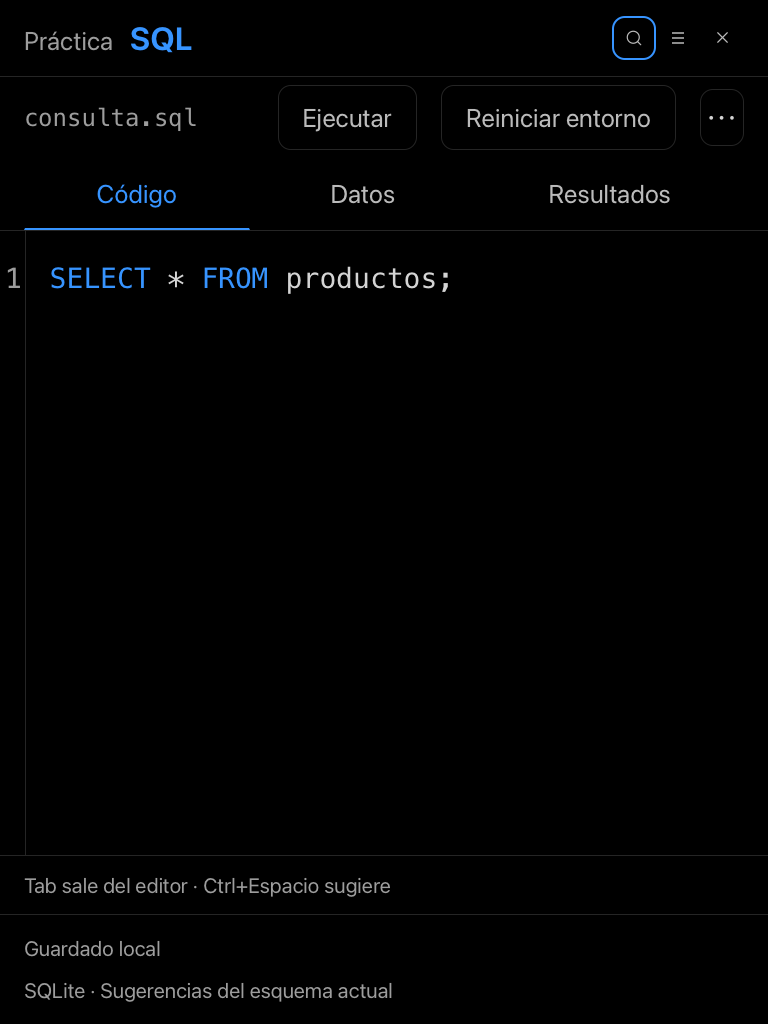 Práctica SQL
consulta.sql Ejecutar Reiniciar entorno ···
Código Datos Resultados
1 SELECT * FROM productos;
Tab sale del editor · Ctrl+Espacio sugiere
Guardado local
SQLite · Sugerencias del esquema actual